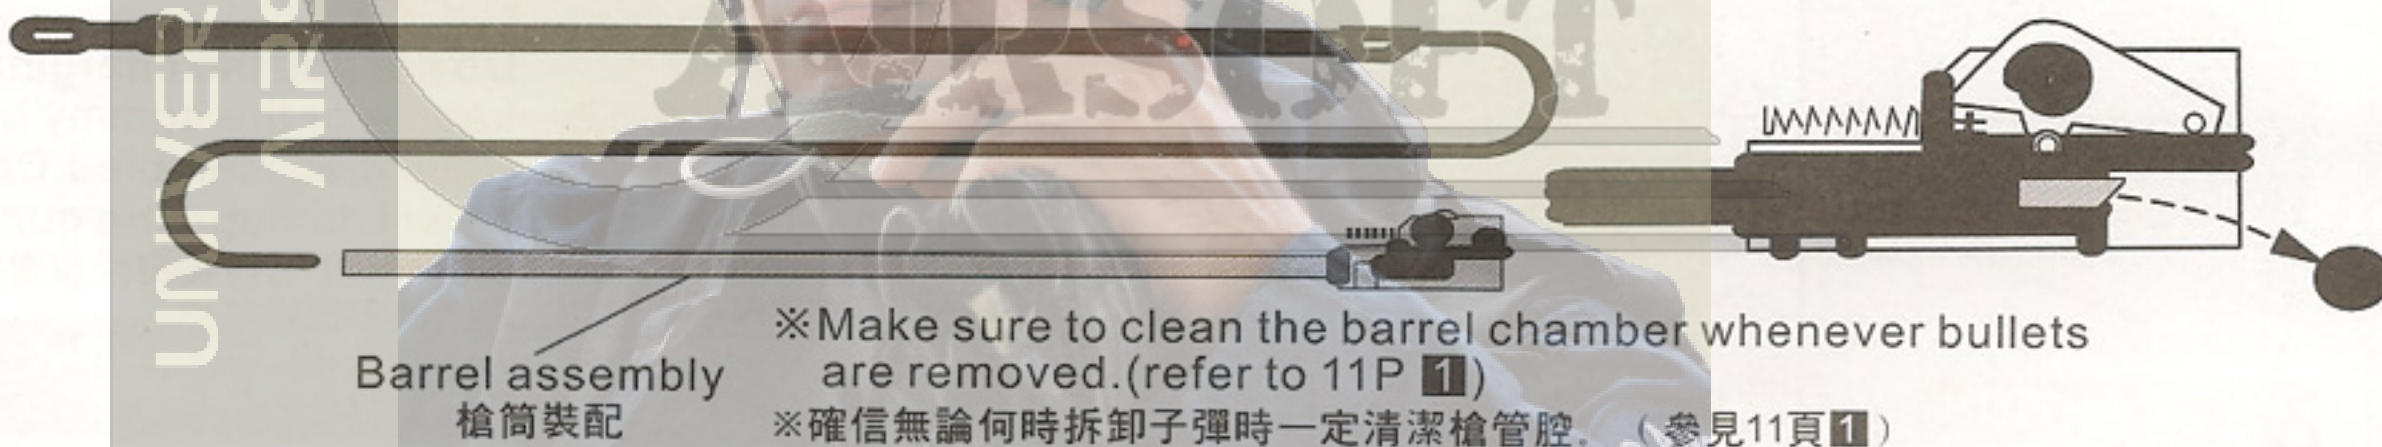 AIRSOFT
※Make sure to clean the barrel chamber whenever bullets
are removed.(refer to 11P 1)
Barrel assembly
槍筒裝配
※確信無論何時拆卸子彈時一定清潔槍管腔。（參見11頁1）